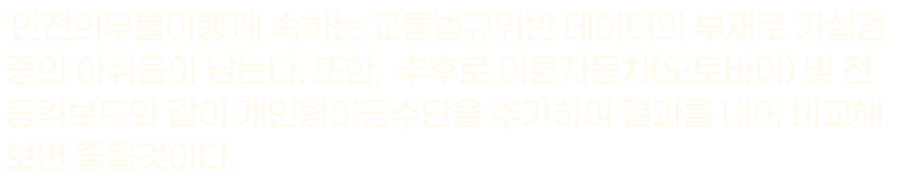 '안전의무불이행'에 속하는 교통법규위반 데이터의 부재로 가설검
증의 아쉬움이 남는다. 또한,  추후로 이륜자동차(오토바이) 및 전
동킥보드와 같이 개인형이동수단을 추가하여 결과를 내어 비교해
보면 좋을것이다.